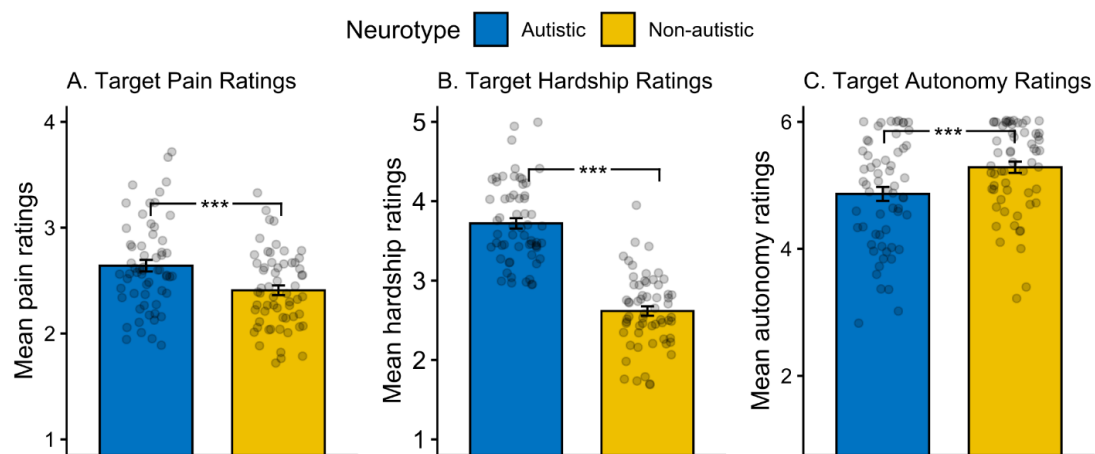 Neurotype Autistic Non-autistic
A. Target Pain Ratings
Mean pain ratings
4
3
2
1
***
B. Target Hardship Ratings
Mean hardship ratings
5
4
3
2
1
***
C. Target Autonomy Ratings
Mean autonomy ratings
6
4
2
***